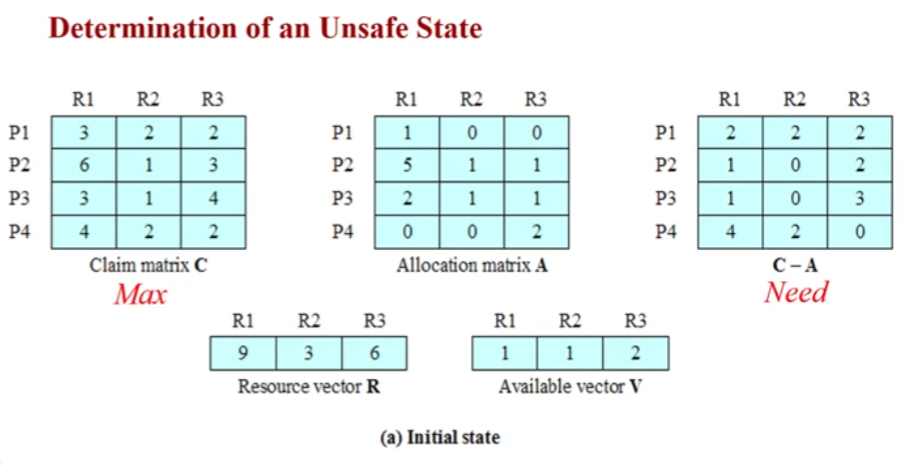 Determination of an Unsafe State
R1 R2 R3 R1 R2 R3 R1 R2 R3
P1 3 2 2 P1 1 0 0 P1 2 2 2
P2 6 1 3 P2 5 1 1 P2 1 0 2
P3 3 1 4 P3 2 1 1 P3 1 0 3
P4 4 2 2 P4 0 0 2 P4 4 2 0
Claim matrix C Allocation matrix A C – A
Max Need
R1 R2 R3 R1 R2 R3
9 3 6 1 1 2
Resource vector R Available vector V
(a) Initial state